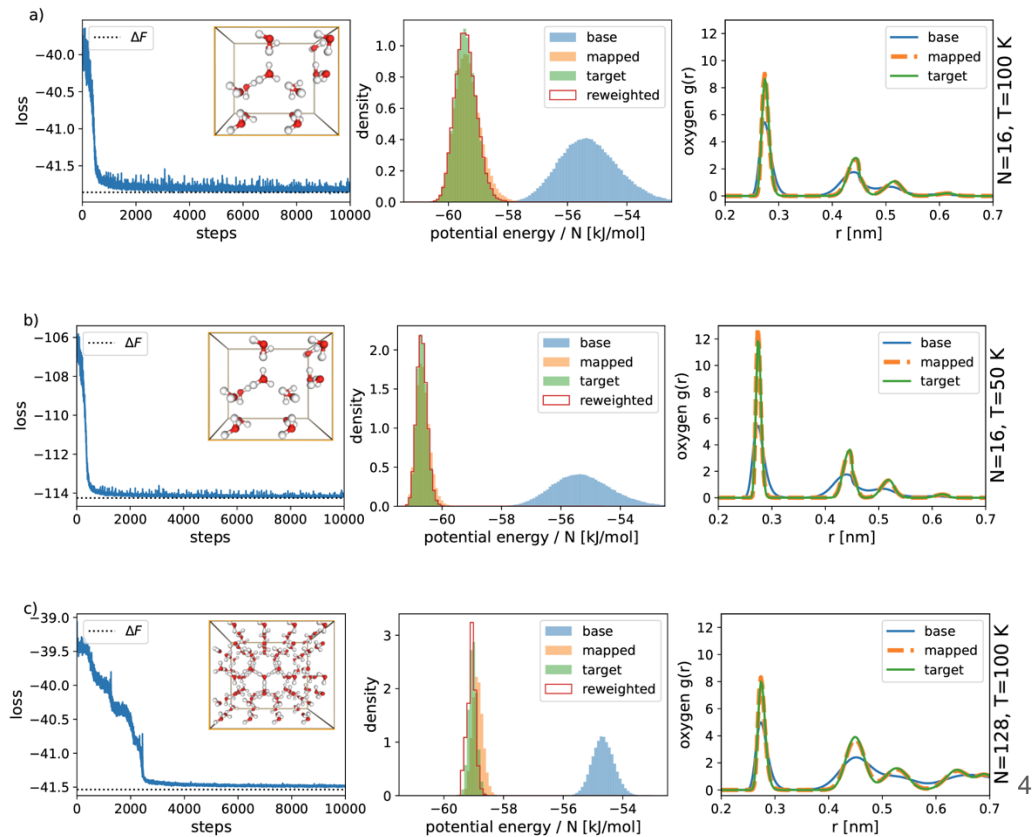 a)
loss
−40.0
−40.5
−41.0
−41.5
ΔF
0 2000 4000 6000 8000 10000
steps
density
1.0
0.8
0.6
0.4
0.2
0.0
base
mapped
target
reweighted
−60 −58 −56 −54
potential energy / N [kJ/mol]
oxygen g(r)
12
10
8
6
4
2
0
base
mapped
target
0.2 0.3 0.4 0.5 0.6 0.7
r [nm]
N=16, T=100 K
b)
loss
−106
−108
−110
−112
−114
ΔF
0 2000 4000 6000 8000 10000
steps
density
2.0
1.5
1.0
0.5
0.0
base
mapped
target
reweighted
−60 −58 −56 −54
potential energy / N [kJ/mol]
oxygen g(r)
12
10
8
6
4
2
0
base
mapped
target
0.2 0.3 0.4 0.5 0.6 0.7
r [nm]
N=16, T=50 K
c)
loss
−39.0
−39.5
−40.0
−40.5
−41.0
−41.5
ΔF
0 2000 4000 6000 8000 10000
steps
density
3
2
1
0
base
mapped
target
reweighted
−60 −58 −56 −54
potential energy / N [kJ/mol]
oxygen g(r)
12
10
8
6
4
2
0
base
mapped
target
0.2 0.3 0.4 0.5 0.6 0.7
r [nm]
N=128, T=100 K
4